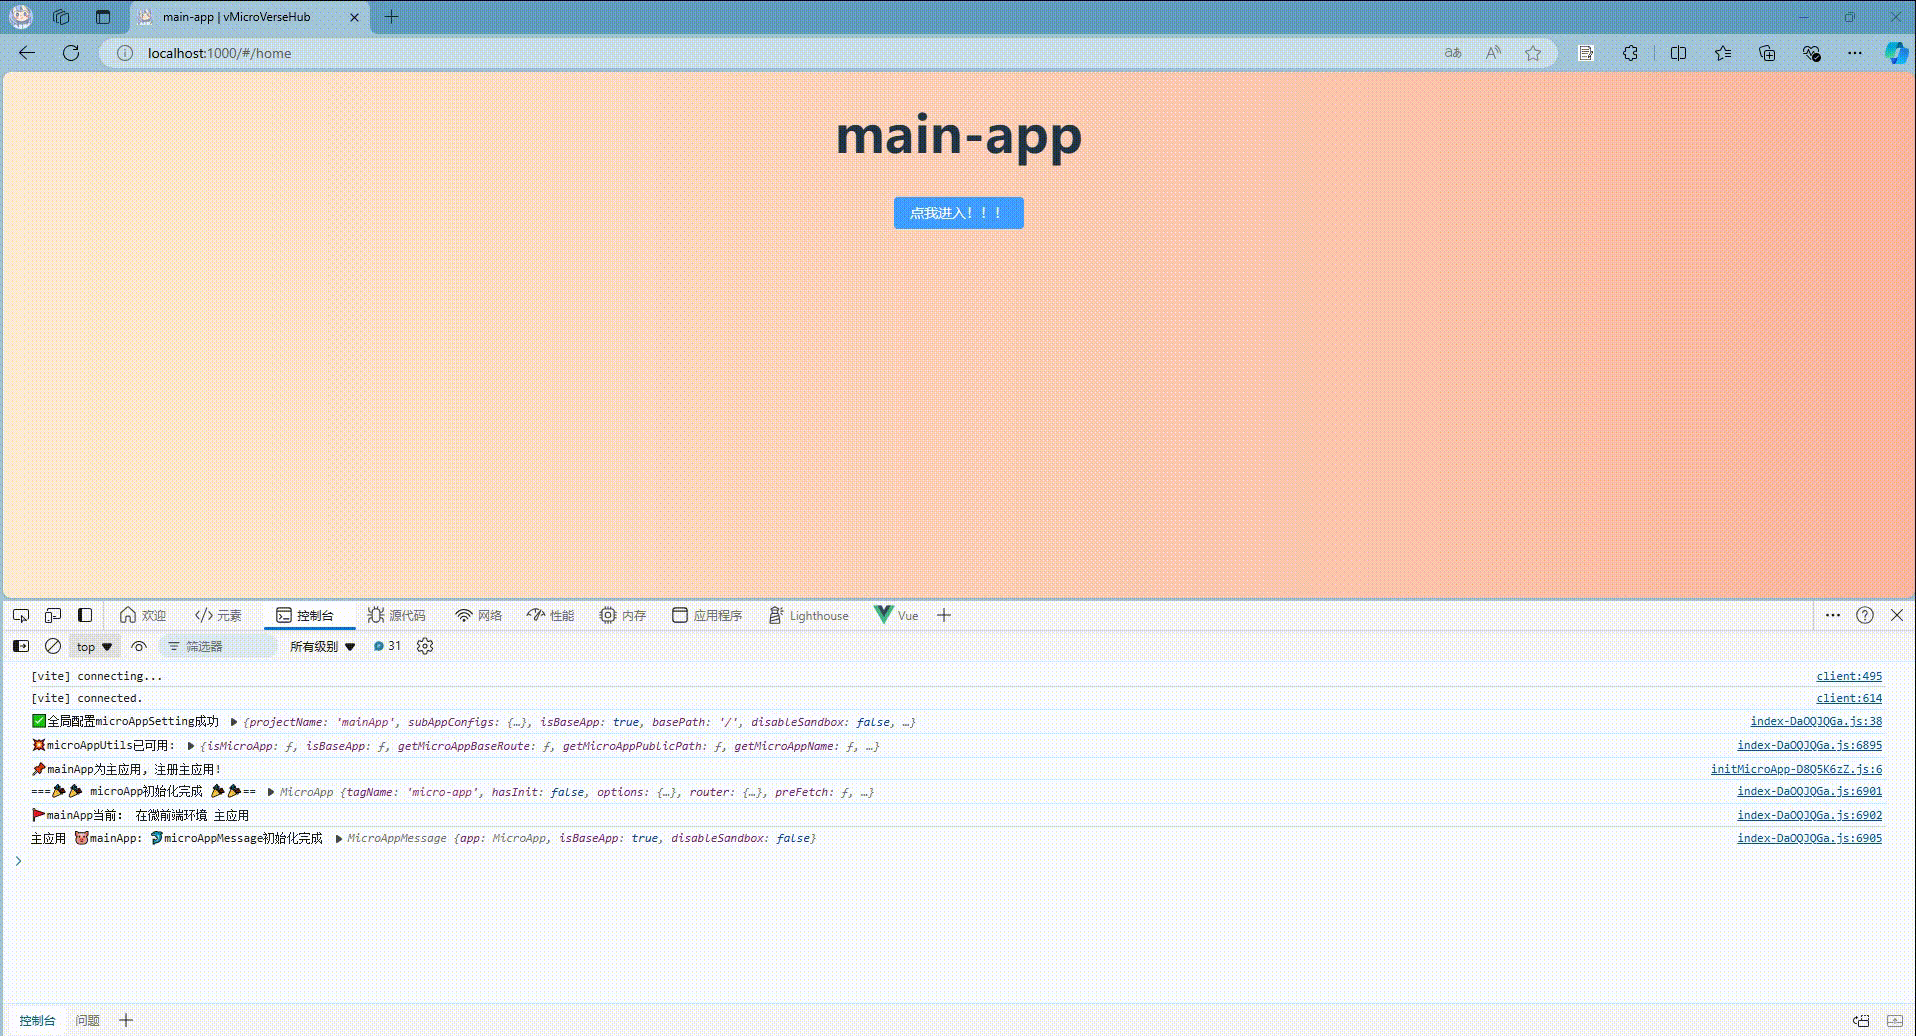 main-app | vMicroVerseHub
localhost:1000/#/home
main-app
点我进入！！！
欢迎 元素 控制台 源代码 网络 性能 内存 应用程序 Lighthouse Vue
top 筛选器 所有级别 31
[vite] connecting... client:495
[vite] connected. client:614
✅全局配置microAppSetting成功 ▶{projectName: 'mainApp', subAppConfigs: {…}, isBaseApp: true, basePath: '/', disableSandbox: false, …} index-DaOQJQGa.js:38
💥microAppUtils已可用: ▶{isMicroApp: ƒ, isBaseApp: ƒ, getMicroAppBaseRoute: ƒ, getMicroAppPublicPath: ƒ, getMicroAppName: ƒ, …} index-DaOQJQGa.js:6895
📌mainApp为主应用, 注册主应用! initMicroApp-D8Q5K6zZ.js:6
===🎉🎉 microApp初始化完成 🎉🎉== ▶MicroApp {tagName: 'micro-app', hasInit: false, options: {…}, router: {…}, preFetch: ƒ, …} index-DaOQJQGa.js:6901
🚩mainApp当前: 在微前端环境 主应用 index-DaOQJQGa.js:6902
主应用 🐷mainApp: microAppMessage初始化完成 ▶MicroAppMessage {app: MicroApp, isBaseApp: true, disableSandbox: false} index-DaOQJQGa.js:6905
控制台 问题